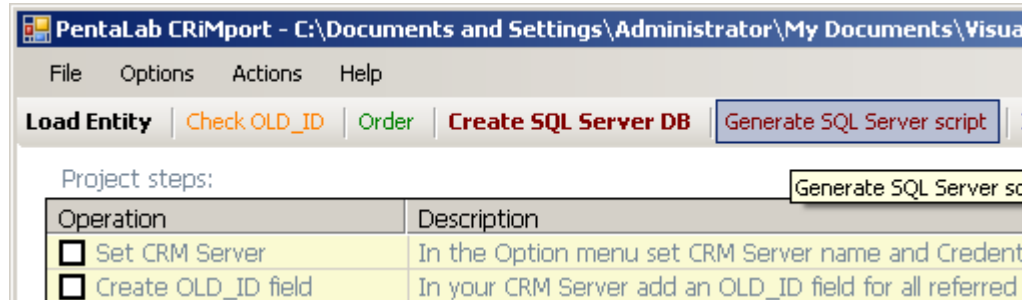 PentaLab CRiMport - C:\Documents and Settings\Administrator\My Documents\Visua
File Options Actions Help
Load Entity Check OLD_ID Order Create SQL Server DB Generate SQL Server script
Project steps:
Generate SQL Server sc
Operation Description
Set CRM Server In the Option menu set CRM Server name and Credent
Create OLD_ID field In your CRM Server add an OLD_ID field for all referred